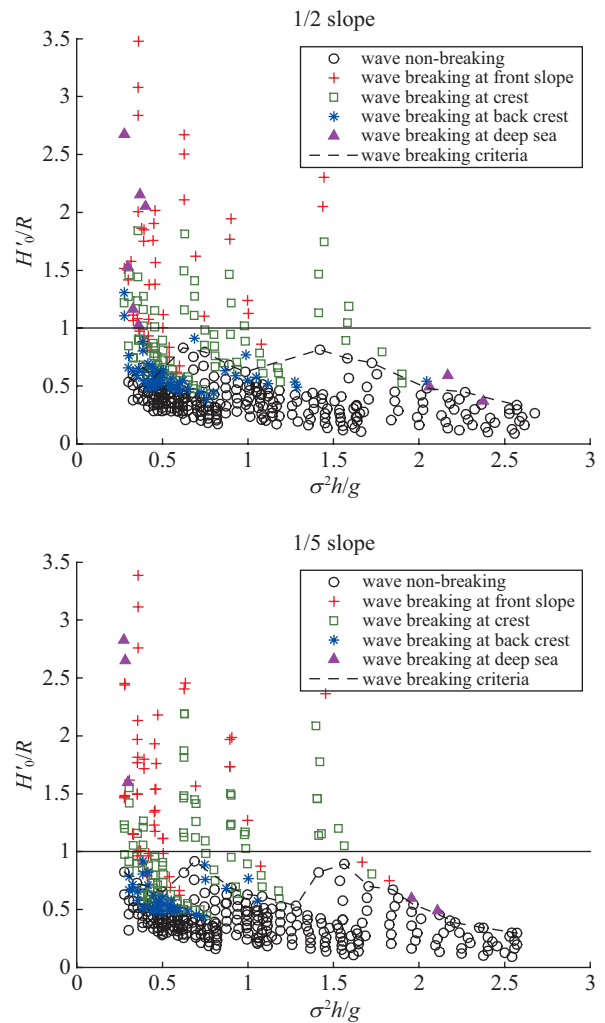 1/2 slope
3.5
wave non-breaking
wave breaking at front slope
3
wave breaking at crest
wave breaking at back crest
2.5
wave breaking at deep sea
wave breaking criteria
2
H′₀/R
1.5
1
0.5
0
0 0.5 1 1.5 2 2.5 3
σ²h/g
1/5 slope
3.5
wave non-breaking
wave breaking at front slope
3
wave breaking at crest
wave breaking at back crest
2.5
wave breaking at deep sea
wave breaking criteria
2
H′₀/R
1.5
1
0.5
0
0 0.5 1 1.5 2 2.5 3
σ²h/g